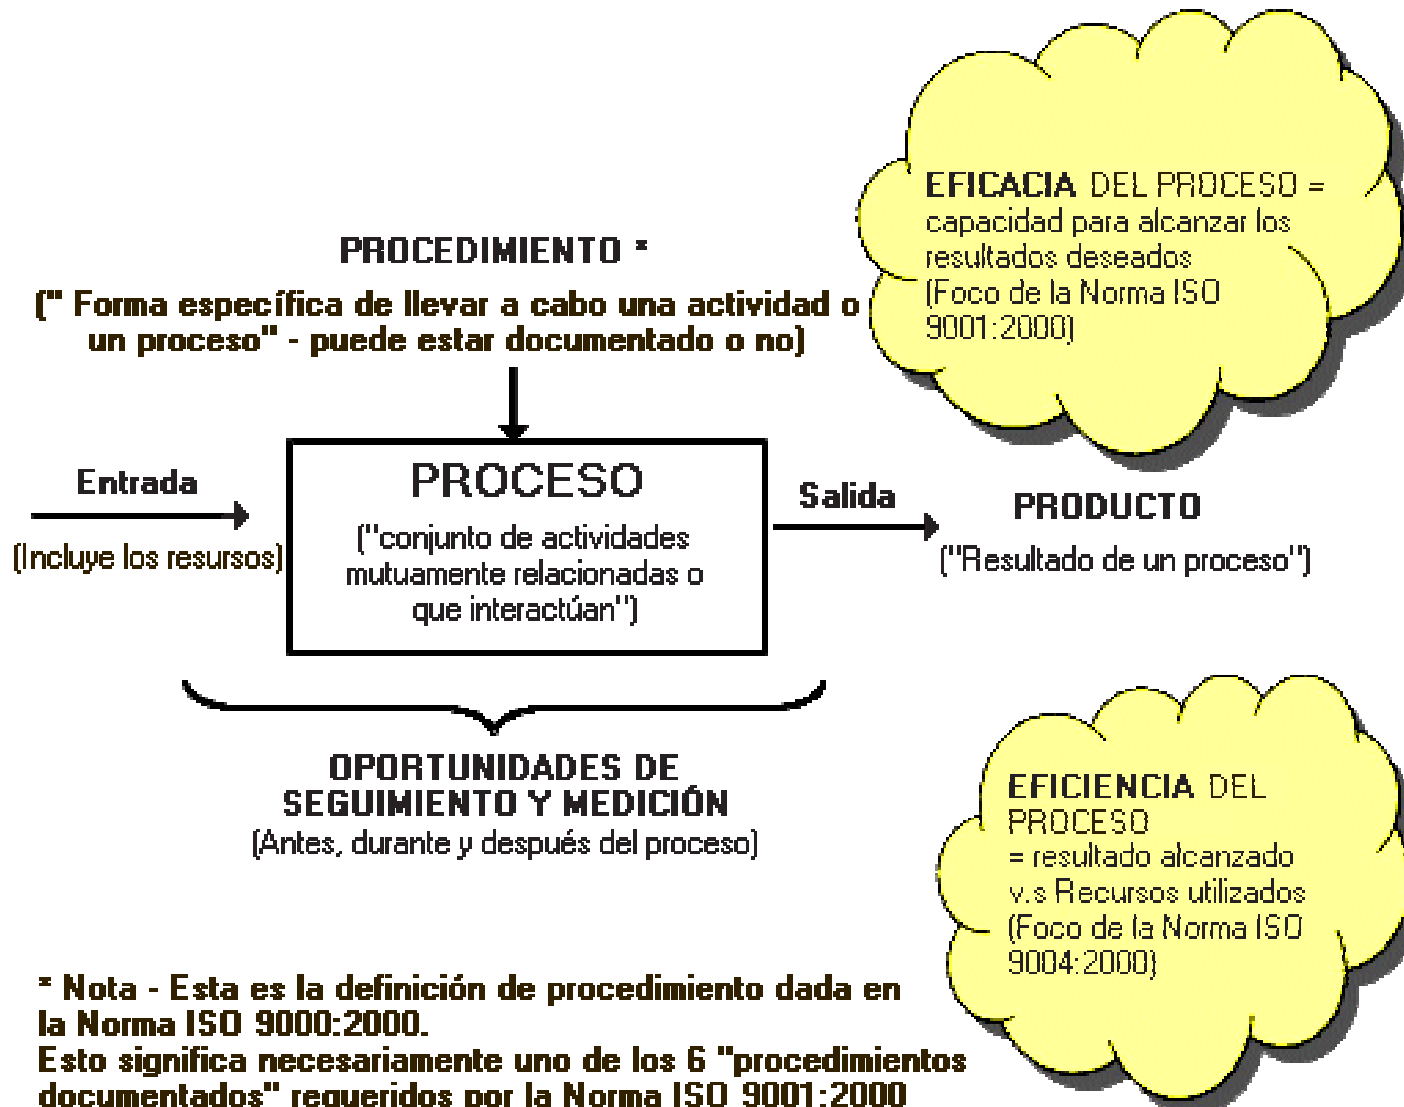 EFICACIA DEL PROCESO =
capacidad para alcanzar los
resultados deseados
(Foco de la Norma ISO
9001:2000)
PROCEDIMIENTO *
(" Forma específica de llevar a cabo una actividad o
un proceso" - puede estar documentado o no)
Entrada
(Incluye los resursos)
PROCESO
("conjunto de actividades
mutuamente relacionadas o
que interactúan")
Salida
PRODUCTO
("Resultado de un proceso")
OPORTUNIDADES DE
SEGUIMIENTO Y MEDICIÓN
(Antes, durante y después del proceso)
EFICIENCIA DEL
PROCESO
= resultado alcanzado
v.s Recursos utilizados
(Foco de la Norma ISO
9004:2000)
* Nota - Esta es la definición de procedimiento dada en
la Norma ISO 9000:2000.
Esto significa necesariamente uno de los 6 "procedimientos
documentados" requeridos por la Norma ISO 9001:2000